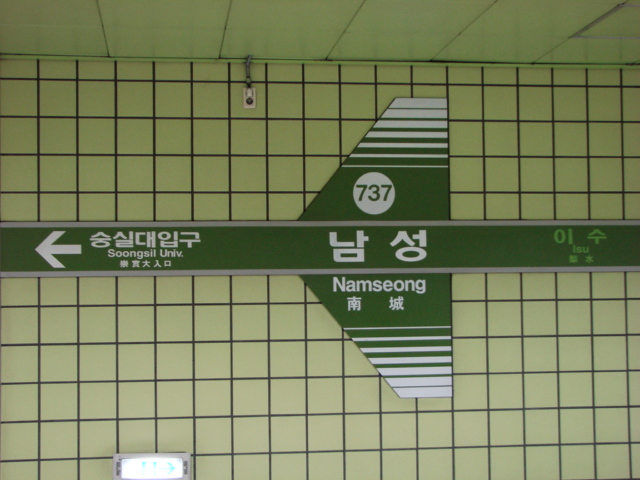 737
숭실대입구
Soongsil Univ.
崇實大入口
남성
Namseong
南城
이수
Isu
梨水